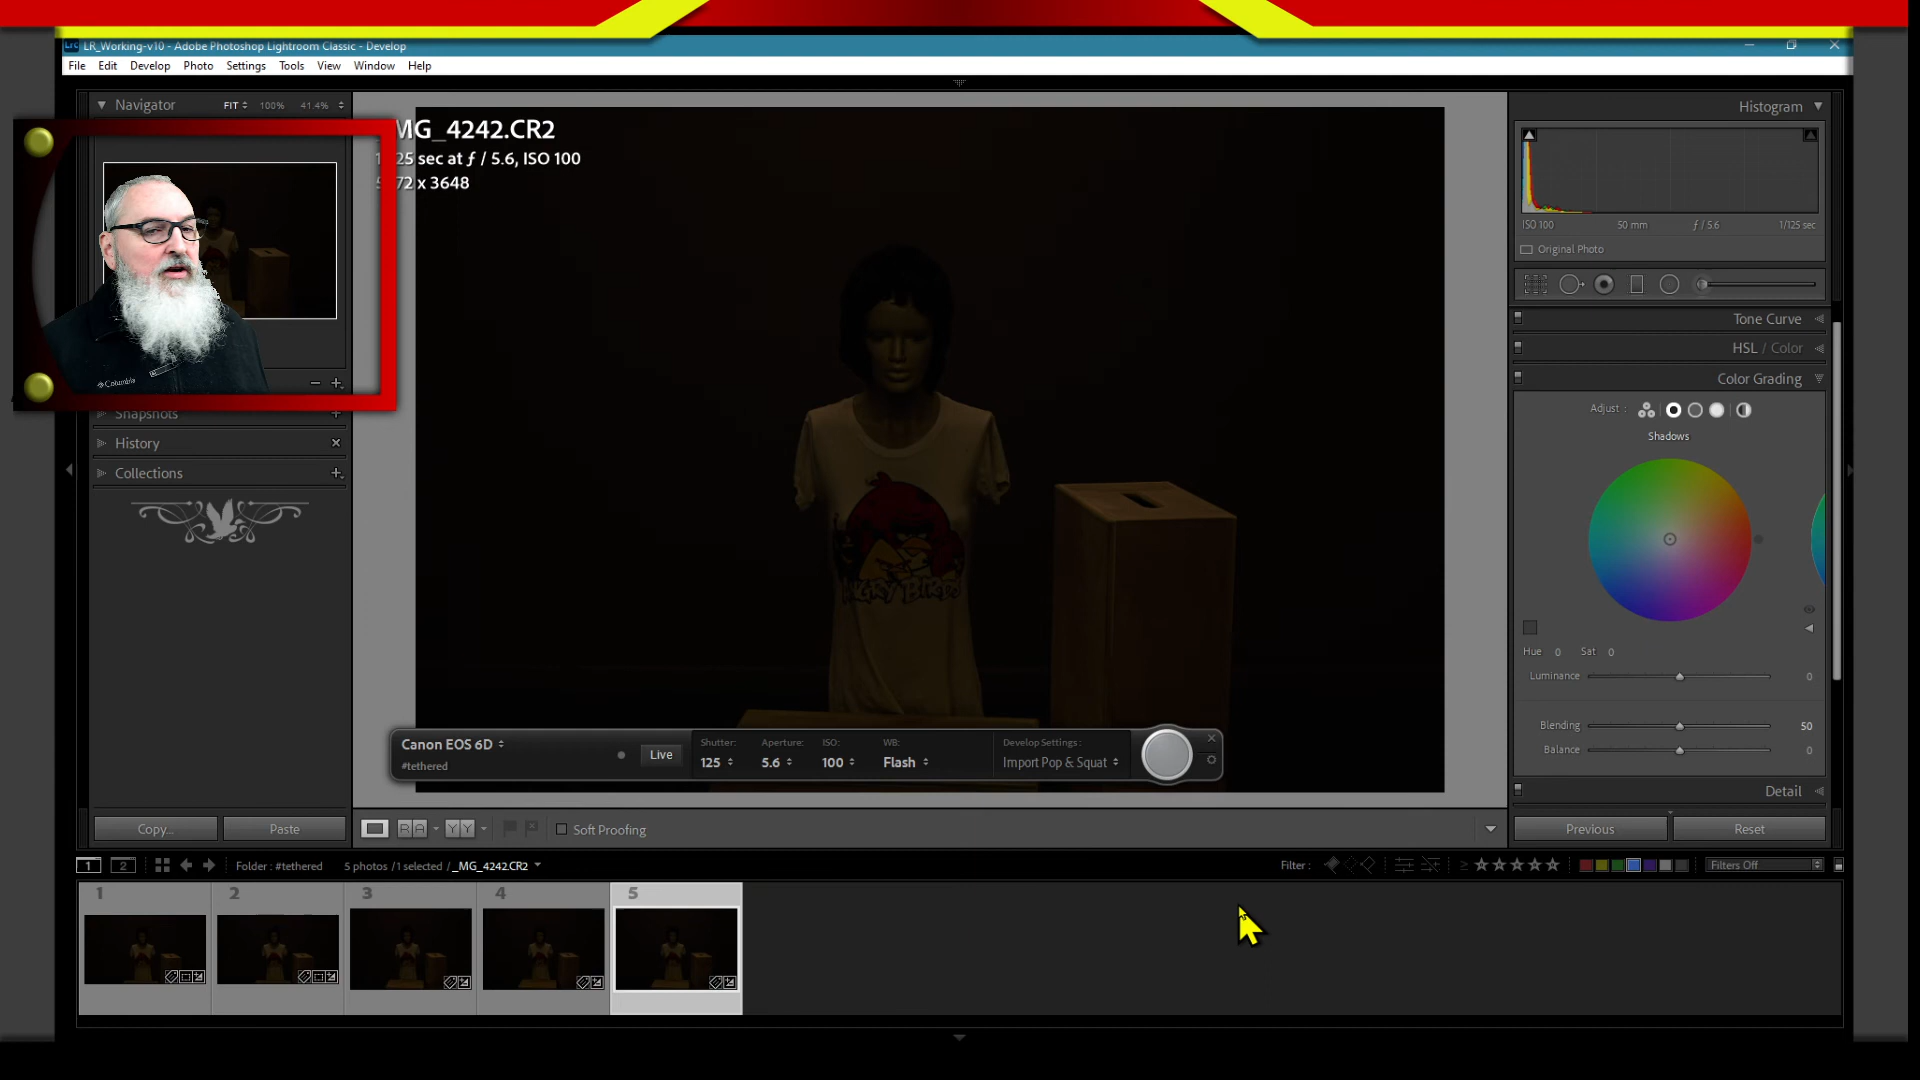 LR_Working-v10 - Adobe Photoshop Lightroom Classic - Develop
File Edit Develop Photo Settings Tools View Window Help
Navigator FIT 100% 41.4%
MG_4242.CR2
25 sec at ƒ / 5.6, ISO 100
72 x 3648
Columbia
Snapshots
History
Collections
Copy... Paste
ANGRY BIRDS
Canon EOS 6D
#tethered
Live
Shutter: Aperture: ISO: WB: Develop Settings :
125 5.6 100 Flash Import Pop & Squat
Soft Proofing
Histogram
ISO 100 50 mm ƒ / 5.6 1/125 sec
Original Photo
Tone Curve
HSL / Color
Color Grading
Adjust :
Shadows
Hue 0 Sat 0
Luminance 0
Blending 50
Balance 0
Detail
Previous Reset
1 2 Folder : #tethered 5 photos /1 selected /_MG_4242.CR2 Filter : Filters Off
1 2 3 4 5